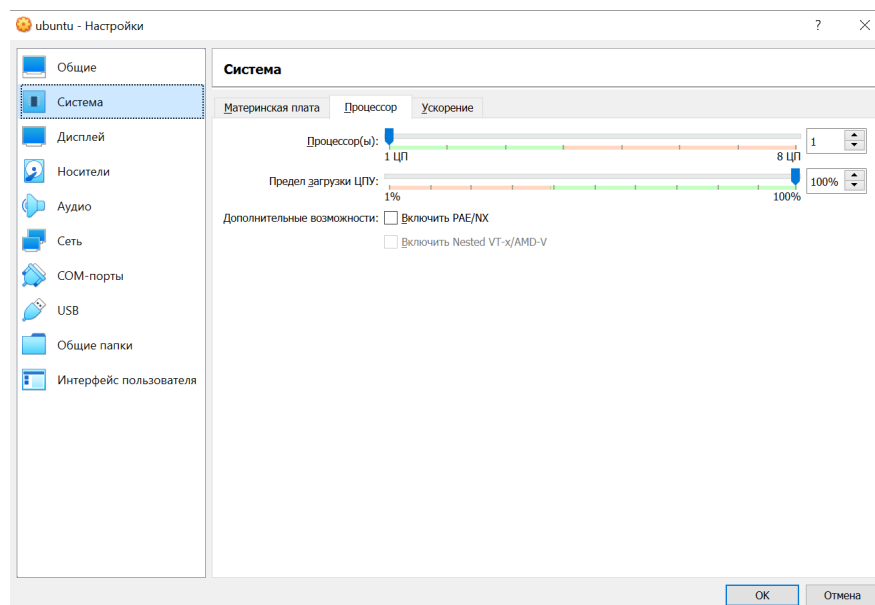 ubuntu - Настройки ?
Общие
Система
Дисплей
Носители
Аудио
Сеть
COM-порты
USB
Общие папки
Интерфейс пользователя
Система
Материнская плата Процессор Ускорение
Процессор(ы): 1
1 ЦП 8 ЦП
Предел загрузки ЦПУ: 100%
1% 100%
Дополнительные возможности: Включить PAE/NX
Включить Nested VT-x/AMD-V
OK Отмена